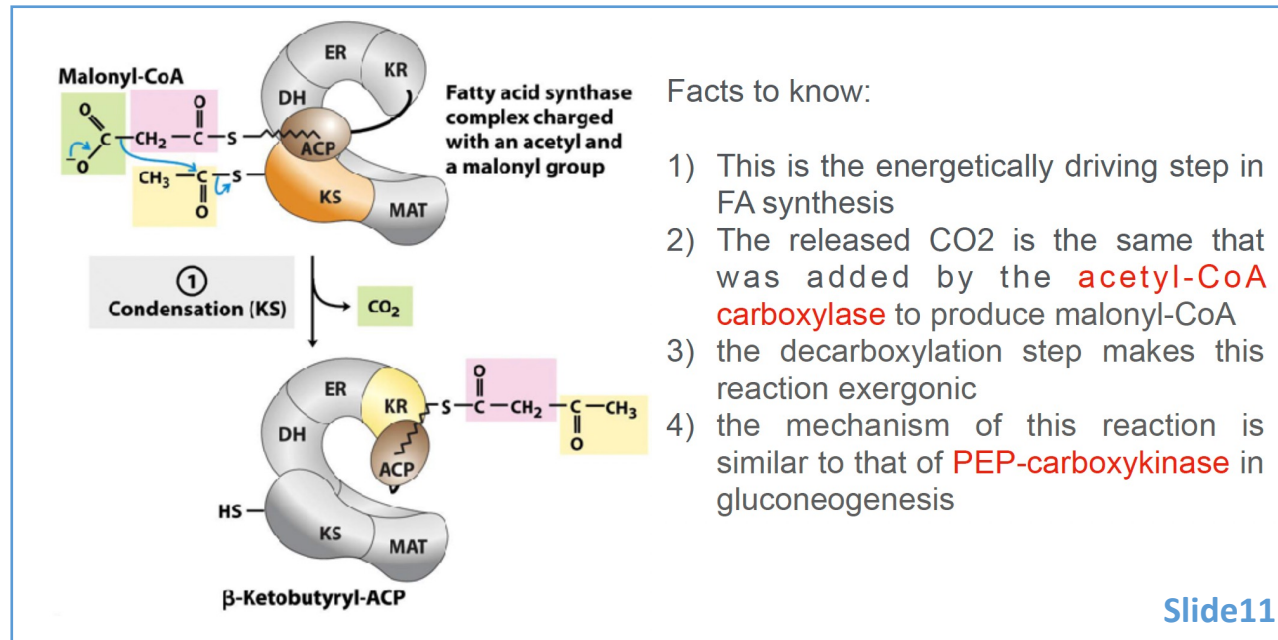 ER
KR
Malonyl-CoA
DH
Fatty acid synthase
complex charged
with an acetyl and
a malonyl group
O
O
C—CH₂—C—S
ACP
⁻O
CH₃—C—S
O
KS
MAT
①
Condensation (KS)
CO₂
ER
KR
O
S—C—CH₂—C—CH₃
O
DH
ACP
HS—
KS
MAT
β-Ketobutyryl-ACP
Facts to know:
1) This is the energetically driving step in
FA synthesis
2) The released CO2 is the same that
was added by the acetyl-CoA
carboxylase to produce malonyl-CoA
3) the decarboxylation step makes this
reaction exergonic
4) the mechanism of this reaction is
similar to that of PEP-carboxykinase in
gluconeogenesis
Slide11